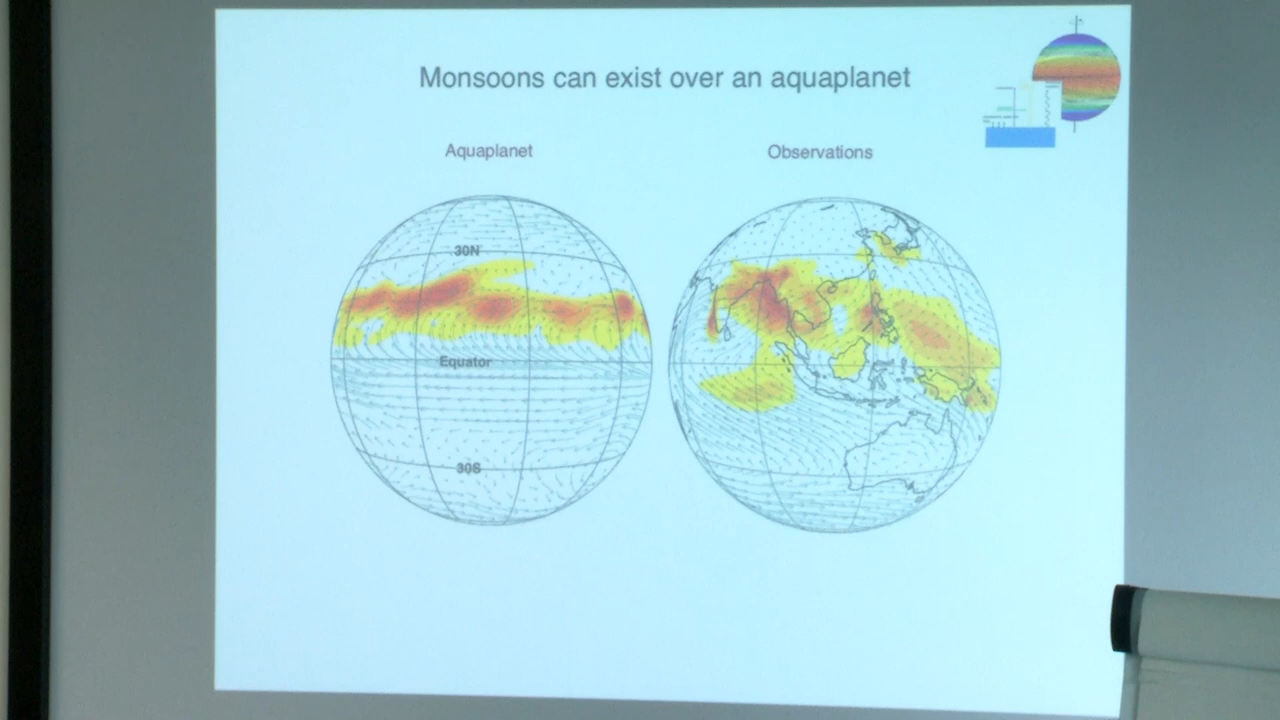 Monsoons can exist over an aquaplanet
Aquaplanet
Observations
30N
Equator
30S